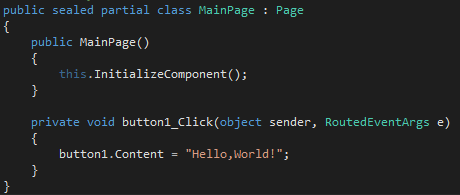 public sealed partial class MainPage : Page
{
    public MainPage()
    {
        this.InitializeComponent();
    }

    private void button1_Click(object sender, RoutedEventArgs e)
    {
        button1.Content = "Hello,World!";
    }
}